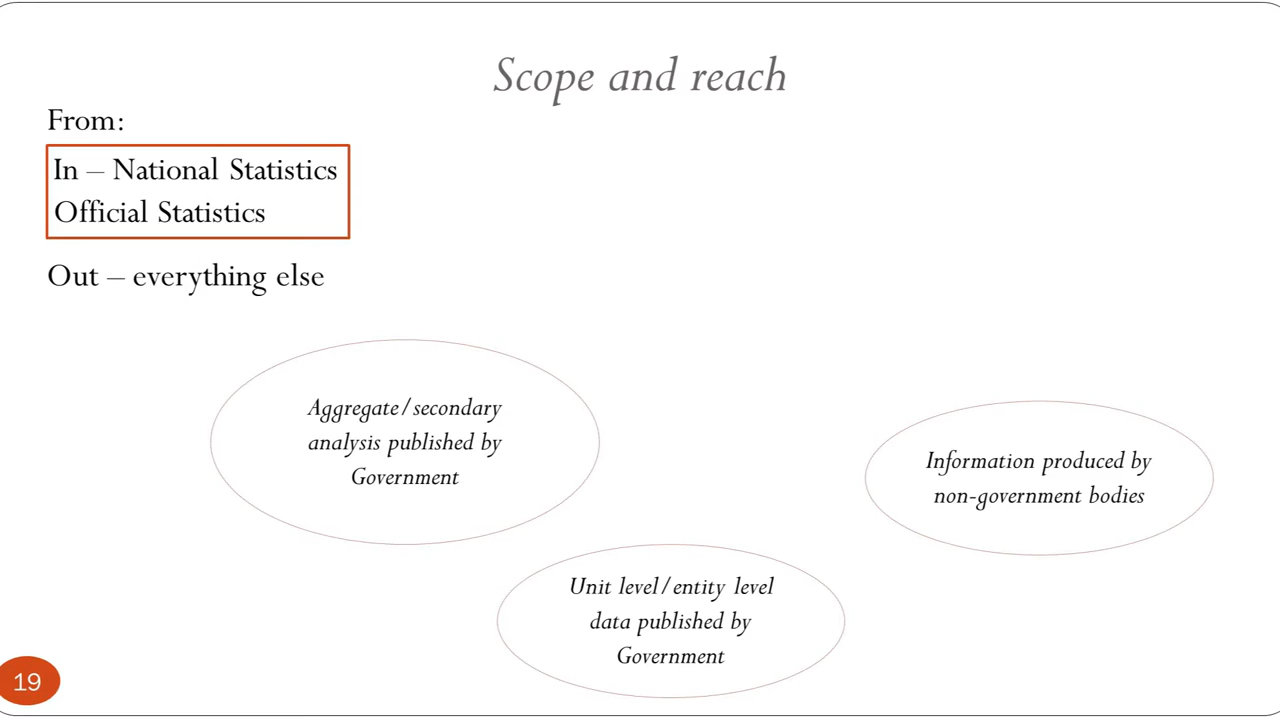 Scope and reach
From:
In – National Statistics
Official Statistics
Out – everything else
Aggregate/secondary
analysis published by
Government
Information produced by
non-government bodies
Unit level/entity level
data published by
Government
19